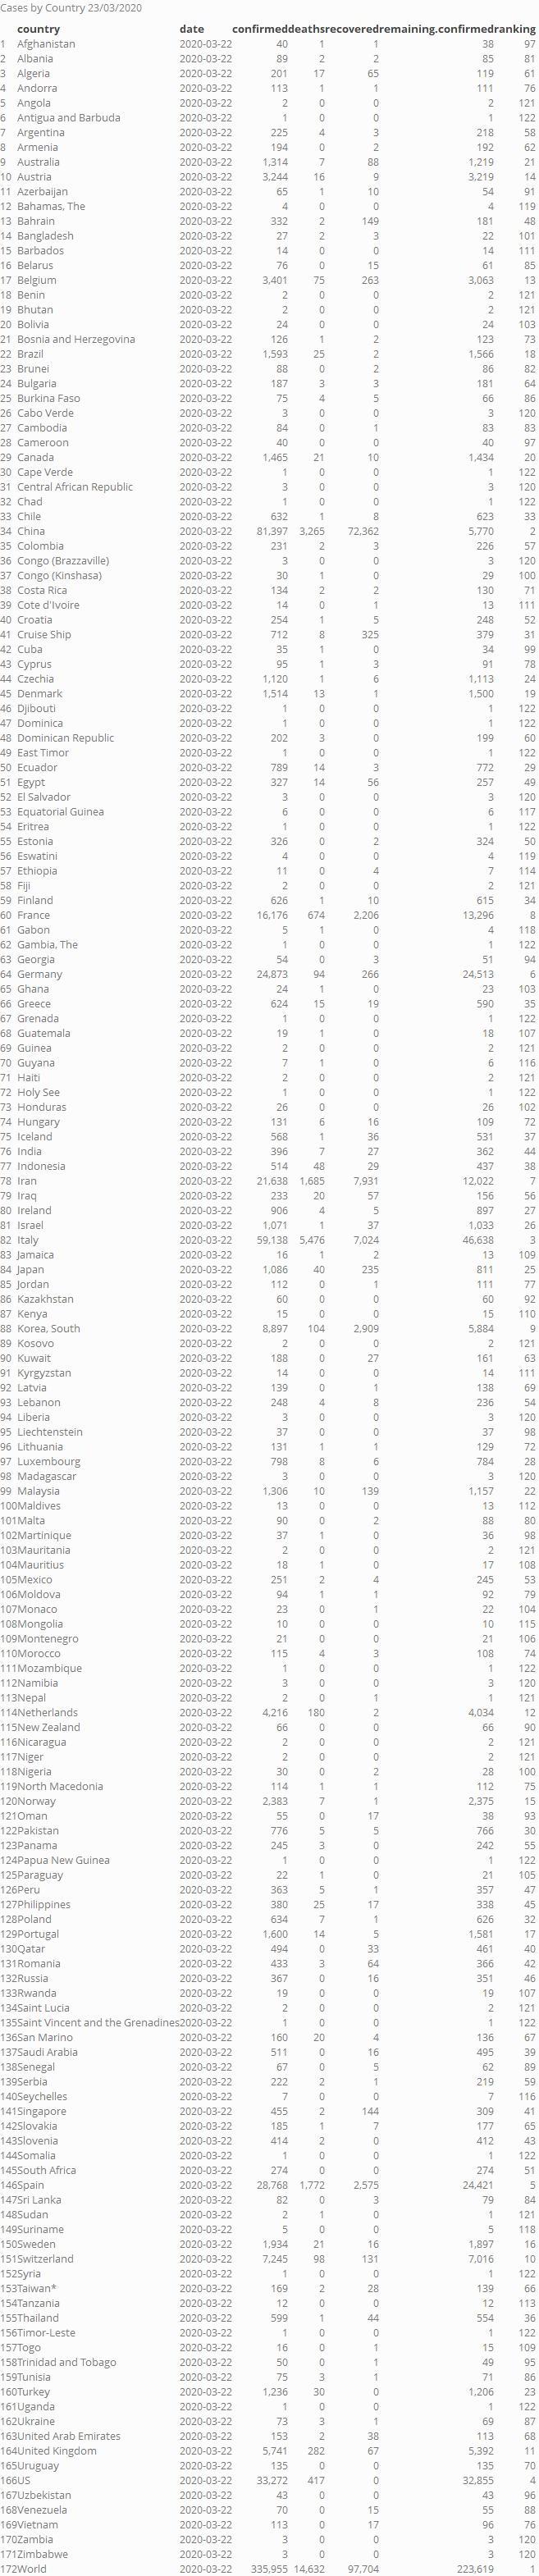 Cases by Country 23/03/2020
country date confirmed deaths recovered remaining.confirmed ranking
1 Afghanistan 2020-03-22 40 1 1 38 97
2 Albania 2020-03-22 89 2 2 85 81
3 Algeria 2020-03-22 201 17 65 119 61
4 Andorra 2020-03-22 113 1 1 111 76
5 Angola 2020-03-22 2 0 0 2 121
6 Antigua and Barbuda 2020-03-22 1 0 0 1 122
7 Argentina 2020-03-22 225 4 3 218 58
8 Armenia 2020-03-22 194 0 2 192 62
9 Australia 2020-03-22 1,314 7 88 1,219 21
10 Austria 2020-03-22 3,244 16 9 3,219 14
11 Azerbaijan 2020-03-22 65 1 10 54 91
12 Bahamas, The 2020-03-22 4 0 0 4 119
13 Bahrain 2020-03-22 332 2 149 181 48
14 Bangladesh 2020-03-22 27 2 3 22 101
15 Barbados 2020-03-22 14 0 0 14 111
16 Belarus 2020-03-22 76 0 15 61 85
17 Belgium 2020-03-22 3,401 75 263 3,063 13
18 Benin 2020-03-22 2 0 0 2 121
19 Bhutan 2020-03-22 2 0 0 2 121
20 Bolivia 2020-03-22 24 0 0 24 103
21 Bosnia and Herzegovina 2020-03-22 126 1 2 123 73
22 Brazil 2020-03-22 1,593 25 2 1,566 18
23 Brunei 2020-03-22 88 0 2 86 82
24 Bulgaria 2020-03-22 187 3 3 181 64
25 Burkina Faso 2020-03-22 75 4 5 66 86
26 Cabo Verde 2020-03-22 3 0 0 3 120
27 Cambodia 2020-03-22 84 0 1 83 83
28 Cameroon 2020-03-22 40 0 0 40 97
29 Canada 2020-03-22 1,465 21 10 1,434 20
30 Cape Verde 2020-03-22 1 0 0 1 122
31 Central African Republic 2020-03-22 3 0 0 3 120
32 Chad 2020-03-22 1 0 0 1 122
33 Chile 2020-03-22 632 1 8 623 33
34 China 2020-03-22 81,397 3,265 72,362 5,770 2
35 Colombia 2020-03-22 231 2 3 226 57
36 Congo (Brazzaville) 2020-03-22 3 0 0 3 120
37 Congo (Kinshasa) 2020-03-22 30 1 0 29 100
38 Costa Rica 2020-03-22 134 2 2 130 71
39 Cote d'Ivoire 2020-03-22 14 0 1 13 111
40 Croatia 2020-03-22 254 1 5 248 52
41 Cruise Ship 2020-03-22 712 8 325 379 31
42 Cuba 2020-03-22 35 1 0 34 99
43 Cyprus 2020-03-22 95 1 3 91 78
44 Czechia 2020-03-22 1,120 1 6 1,113 24
45 Denmark 2020-03-22 1,514 13 1 1,500 19
46 Djibouti 2020-03-22 1 0 0 1 122
47 Dominica 2020-03-22 1 0 0 1 122
48 Dominican Republic 2020-03-22 202 3 0 199 60
49 East Timor 2020-03-22 1 0 0 1 122
50 Ecuador 2020-03-22 789 14 3 772 29
51 Egypt 2020-03-22 327 14 56 257 49
52 El Salvador 2020-03-22 3 0 0 3 120
53 Equatorial Guinea 2020-03-22 6 0 0 6 117
54 Eritrea 2020-03-22 1 0 0 1 122
55 Estonia 2020-03-22 326 0 2 324 50
56 Eswatini 2020-03-22 4 0 0 4 119
57 Ethiopia 2020-03-22 11 0 4 7 114
58 Fiji 2020-03-22 2 0 0 2 121
59 Finland 2020-03-22 626 1 10 615 34
60 France 2020-03-22 16,176 674 2,206 13,296 8
61 Gabon 2020-03-22 5 1 0 4 118
62 Gambia, The 2020-03-22 1 0 0 1 122
63 Georgia 2020-03-22 54 0 3 51 94
64 Germany 2020-03-22 24,873 94 266 24,513 6
65 Ghana 2020-03-22 24 1 0 23 103
66 Greece 2020-03-22 624 15 19 590 35
67 Grenada 2020-03-22 1 0 0 1 122
68 Guatemala 2020-03-22 19 1 0 18 107
69 Guinea 2020-03-22 2 0 0 2 121
70 Guyana 2020-03-22 7 1 0 6 116
71 Haiti 2020-03-22 2 0 0 2 121
72 Holy See 2020-03-22 1 0 0 1 122
73 Honduras 2020-03-22 26 0 0 26 102
74 Hungary 2020-03-22 131 6 16 109 72
75 Iceland 2020-03-22 568 1 36 531 37
76 India 2020-03-22 396 7 27 362 44
77 Indonesia 2020-03-22 514 48 29 437 38
78 Iran 2020-03-22 21,638 1,685 7,931 12,022 7
79 Iraq 2020-03-22 233 20 57 156 56
80 Ireland 2020-03-22 906 4 5 897 27
81 Israel 2020-03-22 1,071 1 37 1,033 26
82 Italy 2020-03-22 59,138 5,476 7,024 46,638 3
83 Jamaica 2020-03-22 16 1 2 13 109
84 Japan 2020-03-22 1,086 40 235 811 25
85 Jordan 2020-03-22 112 0 1 111 77
86 Kazakhstan 2020-03-22 60 0 0 60 92
87 Kenya 2020-03-22 15 0 0 15 110
88 Korea, South 2020-03-22 8,897 104 2,909 5,884 9
89 Kosovo 2020-03-22 2 0 0 2 121
90 Kuwait 2020-03-22 188 0 27 161 63
91 Kyrgyzstan 2020-03-22 14 0 0 14 111
92 Latvia 2020-03-22 139 0 1 138 69
93 Lebanon 2020-03-22 248 4 8 236 54
94 Liberia 2020-03-22 3 0 0 3 120
95 Liechtenstein 2020-03-22 37 0 0 37 98
96 Lithuania 2020-03-22 131 1 1 129 72
97 Luxembourg 2020-03-22 798 8 6 784 28
98 Madagascar 2020-03-22 3 0 0 3 120
99 Malaysia 2020-03-22 1,306 10 139 1,157 22
100 Maldives 2020-03-22 13 0 0 13 112
101 Malta 2020-03-22 90 0 2 88 80
102 Martinique 2020-03-22 37 1 0 36 98
103 Mauritania 2020-03-22 2 0 0 2 121
104 Mauritius 2020-03-22 18 1 0 17 108
105 Mexico 2020-03-22 251 2 4 245 53
106 Moldova 2020-03-22 94 1 1 92 79
107 Monaco 2020-03-22 23 0 1 22 104
108 Mongolia 2020-03-22 10 0 0 10 115
109 Montenegro 2020-03-22 21 0 0 21 106
110 Morocco 2020-03-22 115 4 3 108 74
111 Mozambique 2020-03-22 1 0 0 1 122
112 Namibia 2020-03-22 3 0 0 3 120
113 Nepal 2020-03-22 2 0 1 1 121
114 Netherlands 2020-03-22 4,216 180 2 4,034 12
115 New Zealand 2020-03-22 66 0 0 66 90
116 Nicaragua 2020-03-22 2 0 0 2 121
117 Niger 2020-03-22 2 0 0 2 121
118 Nigeria 2020-03-22 30 0 2 28 100
119 North Macedonia 2020-03-22 114 1 1 112 75
120 Norway 2020-03-22 2,383 7 1 2,375 15
121 Oman 2020-03-22 55 0 17 38 93
122 Pakistan 2020-03-22 776 5 5 766 30
123 Panama 2020-03-22 245 3 0 242 55
124 Papua New Guinea 2020-03-22 1 0 0 1 122
125 Paraguay 2020-03-22 22 1 0 21 105
126 Peru 2020-03-22 363 5 1 357 47
127 Philippines 2020-03-22 380 25 17 338 45
128 Poland 2020-03-22 634 7 1 626 32
129 Portugal 2020-03-22 1,600 14 5 1,581 17
130 Qatar 2020-03-22 494 0 33 461 40
131 Romania 2020-03-22 433 3 64 366 42
132 Russia 2020-03-22 367 0 16 351 46
133 Rwanda 2020-03-22 19 0 0 19 107
134 Saint Lucia 2020-03-22 2 0 0 2 121
135 Saint Vincent and the Grenadines 2020-03-22 1 0 0 1 122
136 San Marino 2020-03-22 160 20 4 136 67
137 Saudi Arabia 2020-03-22 511 0 16 495 39
138 Senegal 2020-03-22 67 0 5 62 89
139 Serbia 2020-03-22 222 2 1 219 59
140 Seychelles 2020-03-22 7 0 0 7 116
141 Singapore 2020-03-22 455 2 144 309 41
142 Slovakia 2020-03-22 185 1 7 177 65
143 Slovenia 2020-03-22 414 2 0 412 43
144 Somalia 2020-03-22 1 0 0 1 122
145 South Africa 2020-03-22 274 0 0 274 51
146 Spain 2020-03-22 28,768 1,772 2,575 24,421 5
147 Sri Lanka 2020-03-22 82 0 3 79 84
148 Sudan 2020-03-22 2 1 0 1 121
149 Suriname 2020-03-22 5 0 0 5 118
150 Sweden 2020-03-22 1,934 21 16 1,897 16
151 Switzerland 2020-03-22 7,245 98 131 7,016 10
152 Syria 2020-03-22 1 0 0 1 122
153 Taiwan* 2020-03-22 169 2 28 139 66
154 Tanzania 2020-03-22 12 0 0 12 113
155 Thailand 2020-03-22 599 1 44 554 36
156 Timor-Leste 2020-03-22 1 0 0 1 122
157 Togo 2020-03-22 16 0 1 15 109
158 Trinidad and Tobago 2020-03-22 50 0 1 49 95
159 Tunisia 2020-03-22 75 3 1 71 86
160 Turkey 2020-03-22 1,236 30 0 1,206 23
161 Uganda 2020-03-22 1 0 0 1 122
162 Ukraine 2020-03-22 73 3 1 69 87
163 United Arab Emirates 2020-03-22 153 2 38 113 68
164 United Kingdom 2020-03-22 5,741 282 67 5,392 11
165 Uruguay 2020-03-22 135 0 0 135 70
166 US 2020-03-22 33,272 417 0 32,855 4
167 Uzbekistan 2020-03-22 43 0 0 43 96
168 Venezuela 2020-03-22 70 0 15 55 88
169 Vietnam 2020-03-22 113 0 17 96 76
170 Zambia 2020-03-22 3 0 0 3 120
171 Zimbabwe 2020-03-22 3 0 0 3 120
172 World 2020-03-22 335,955 14,632 97,704 223,619 1